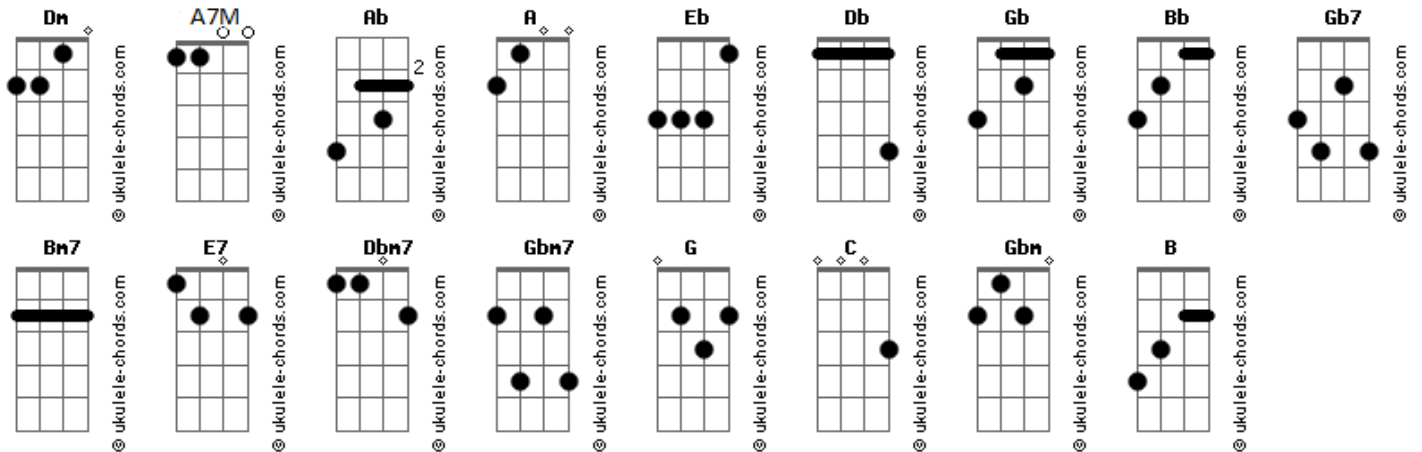 Dm A7M Ab A Eb Db Gb Bb Gb7
2
© ukulele-chords.com © ukulele-chords.com © ukulele-chords.com © ukulele-chords.com © ukulele-chords.com © ukulele-chords.com © ukulele-chords.com © ukulele-chords.com © ukulele-chords.com
Bm7 E7 Dbm7 Gbm7 G C Gbm B
© ukulele-chords.com © ukulele-chords.com © ukulele-chords.com © ukulele-chords.com © ukulele-chords.com © ukulele-chords.com © ukulele-chords.com © ukulele-chords.com